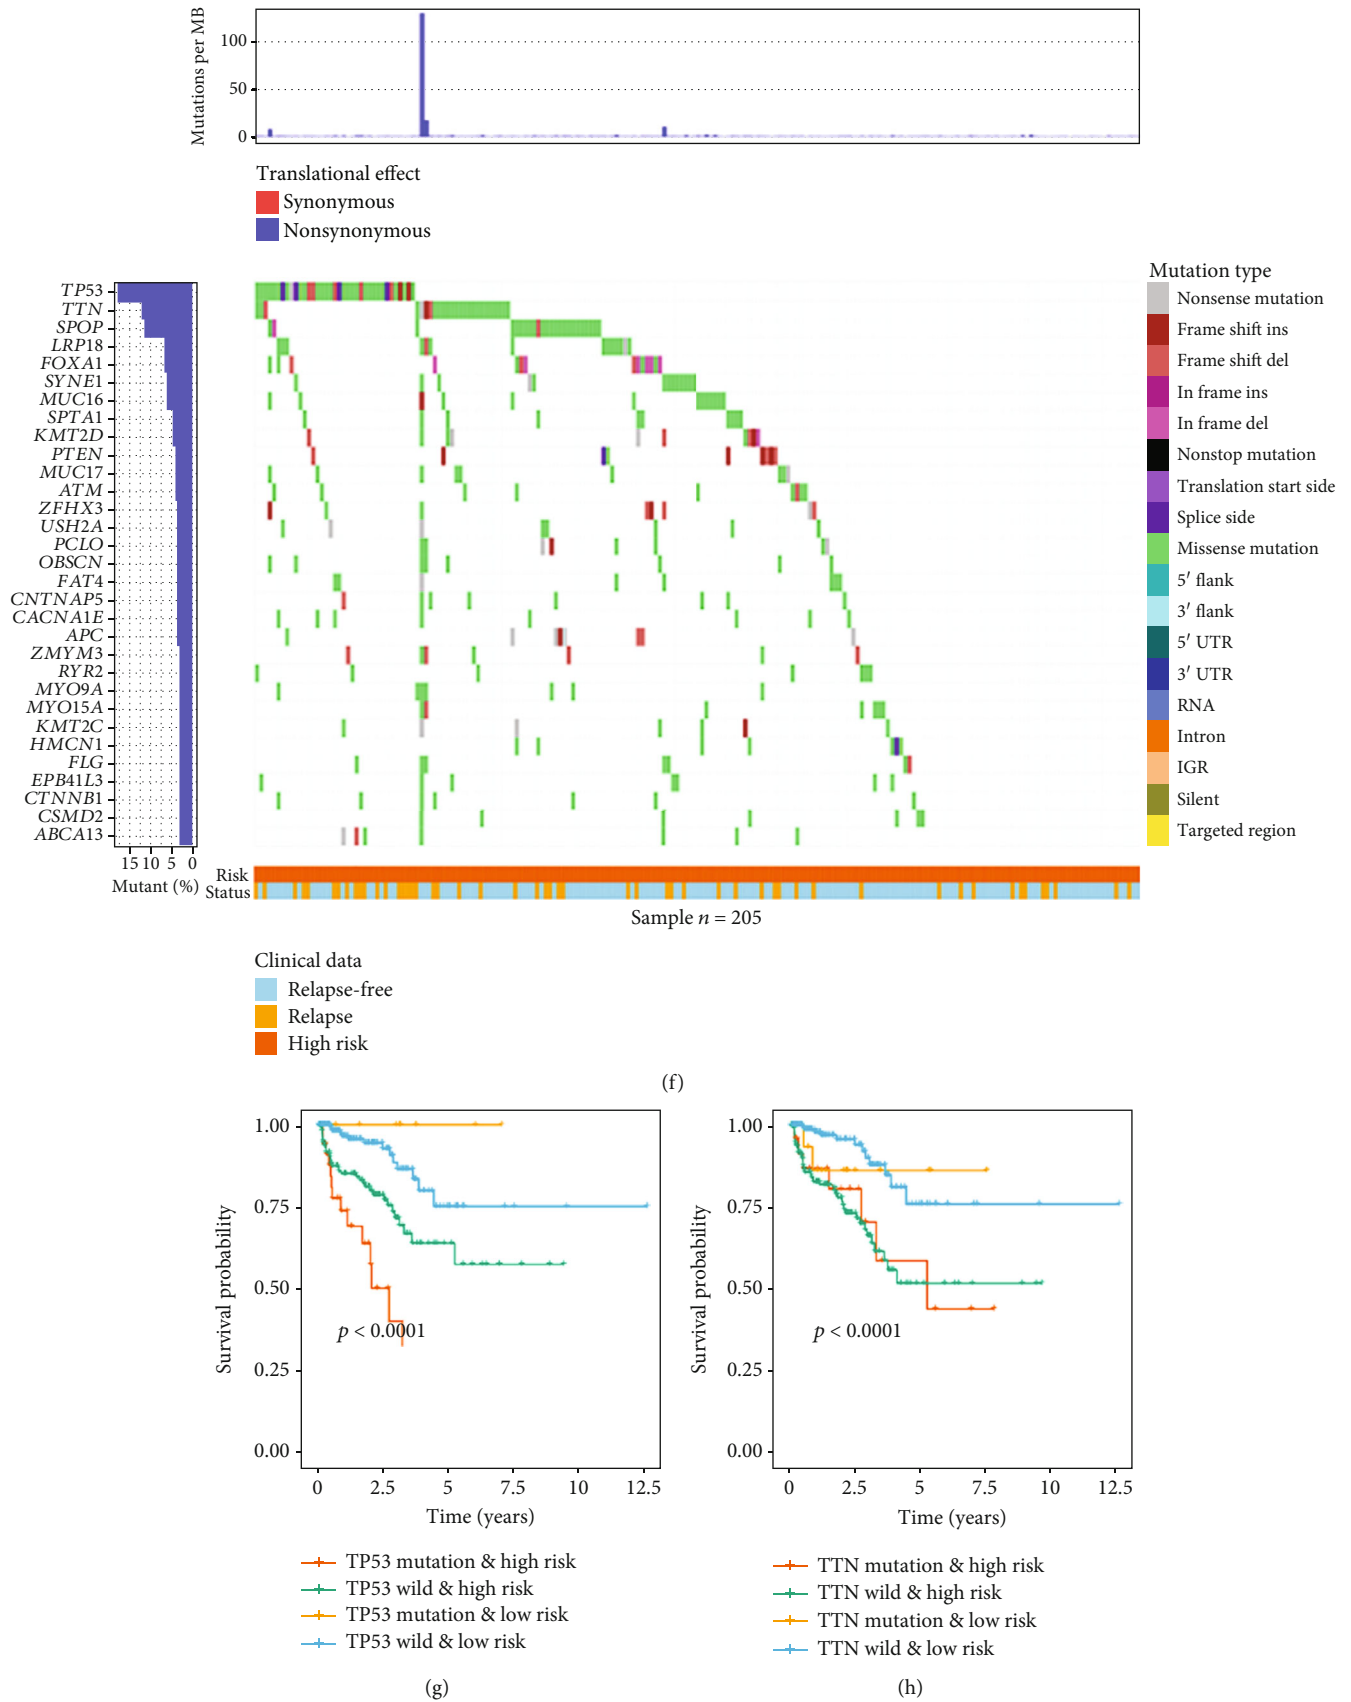 Mutations per MB
100
50
0
Translational effect
Synonymous
Nonsynonymous
TP53
TTN
SPOP
LRP18
FOXA1
SYNE1
MUC16
SPTA1
KMT2D
PTEN
MUC17
ATM
ZFHX3
USH2A
PCLO
OBSCN
FAT4
CNTNAP5
CACNA1E
APC
ZMYM3
RYR2
MYO9A
MYO15A
KMT2C
HMCN1
FLG
EPB41L3
CTNNB1
CSMD2
ABCA13
15 10 5 0
Mutant (%)
Risk
Status
Sample n = 205
Mutation type
Nonsense mutation
Frame shift ins
Frame shift del
In frame ins
In frame del
Nonstop mutation
Translation start side
Splice side
Missense mutation
5′ flank
3′ flank
5′ UTR
3′ UTR
RNA
Intron
IGR
Silent
Targeted region
Clinical data
Relapse-free
Relapse
High risk
(f)
Survival probability
1.00
0.75
0.50
0.25
0.00
p < 0.0001
0 2.5 5 7.5 10 12.5
Time (years)
TP53 mutation & high risk
TP53 wild & high risk
TP53 mutation & low risk
TP53 wild & low risk
(g)
Survival probability
1.00
0.75
0.50
0.25
0.00
p < 0.0001
0 2.5 5 7.5 10 12.5
Time (years)
TTN mutation & high risk
TTN wild & high risk
TTN mutation & low risk
TTN wild & low risk
(h)